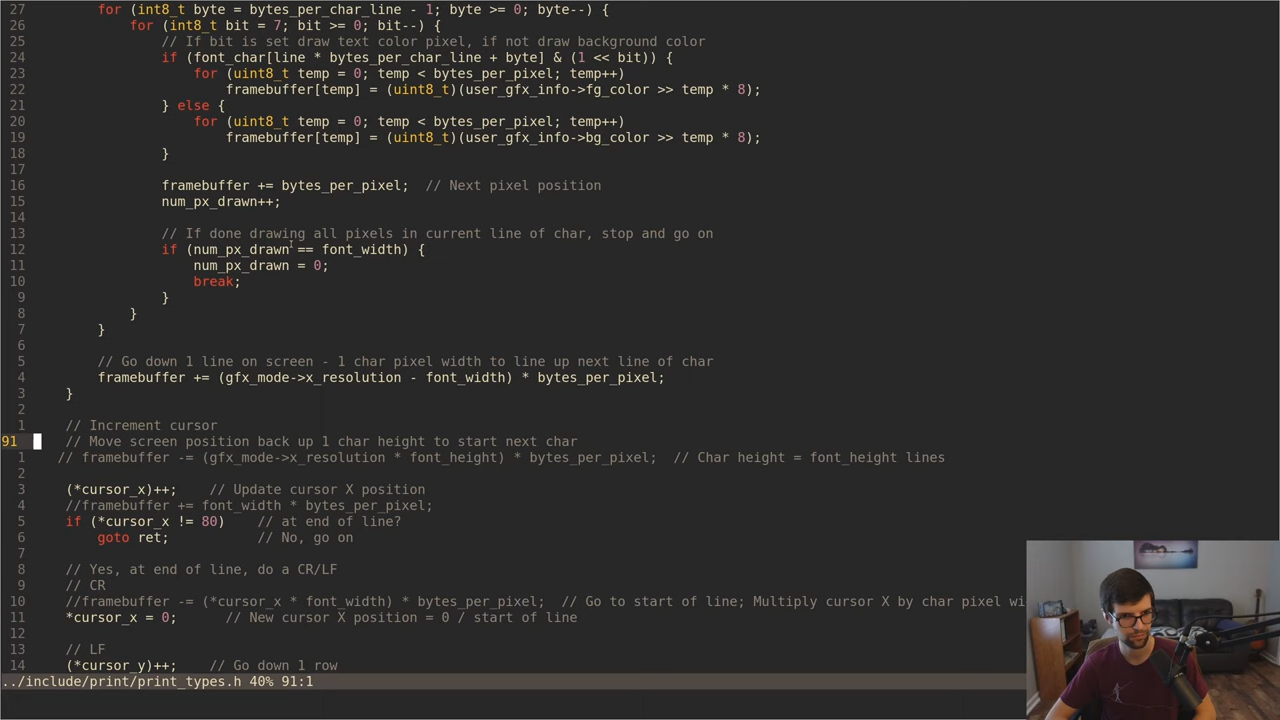 27         for (int8_t byte = bytes_per_char_line - 1; byte >= 0; byte--) {
26             for (int8_t bit = 7; bit >= 0; bit--) {
25                 // If bit is set draw text color pixel, if not draw background color
24                 if (font_char[line * bytes_per_char_line + byte] & (1 << bit)) {
23                     for (uint8_t temp = 0; temp < bytes_per_pixel; temp++)
22                         framebuffer[temp] = (uint8_t)(user_gfx_info->fg_color >> temp * 8);
21                 } else {
20                     for (uint8_t temp = 0; temp < bytes_per_pixel; temp++)
19                         framebuffer[temp] = (uint8_t)(user_gfx_info->bg_color >> temp * 8);
18                 }
17
16                 framebuffer += bytes_per_pixel;  // Next pixel position
15                 num_px_drawn++;
14
13                 // If done drawing all pixels in current line of char, stop and go on
12                 if (num_px_drawn == font_width) {
11                     num_px_drawn = 0;
10                     break;
9                 }
8             }
7         }
6
5         // Go down 1 line on screen - 1 char pixel width to line up next line of char
4         framebuffer += (gfx_mode->x_resolution - font_width) * bytes_per_pixel;
3     }
2
1     // Increment cursor
91     // Move screen position back up 1 char height to start next char
1    // framebuffer -= (gfx_mode->x_resolution * font_height) * bytes_per_pixel;  // Char height = font_height lines
2
3     (*cursor_x)++;    // Update cursor X position
4     //framebuffer += font_width * bytes_per_pixel;
5     if (*cursor_x != 80)    // at end of line?
6         goto ret;           // No, go on
7
8     // Yes, at end of line, do a CR/LF
9     // CR
10     //framebuffer -= (*cursor_x * font_width) * bytes_per_pixel;  // Go to start of line; Multiply cursor X by char pixel wi
11     *cursor_x = 0;      // New cursor X position = 0 / start of line
12
13     // LF
14     (*cursor_y)++;    // Go down 1 row
../include/print/print_types.h 40% 91:1